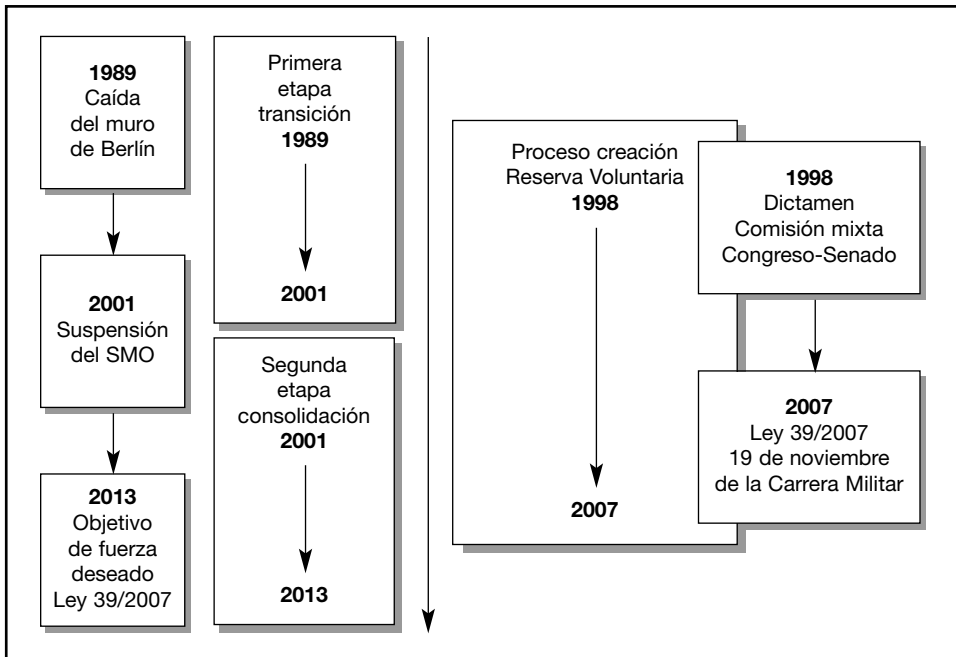 1989
Caída
del muro
de Berlín
2001
Suspensión
del SMO
2013
Objetivo
de fuerza
deseado
Ley 39/2007
Primera
etapa
transición
1989
2001
Segunda
etapa
consolidación
2001
2013
Proceso creación
Reserva Voluntaria
1998
2007
1998
Dictamen
Comisión mixta
Congreso-Senado
2007
Ley 39/2007
19 de noviembre
de la Carrera Militar